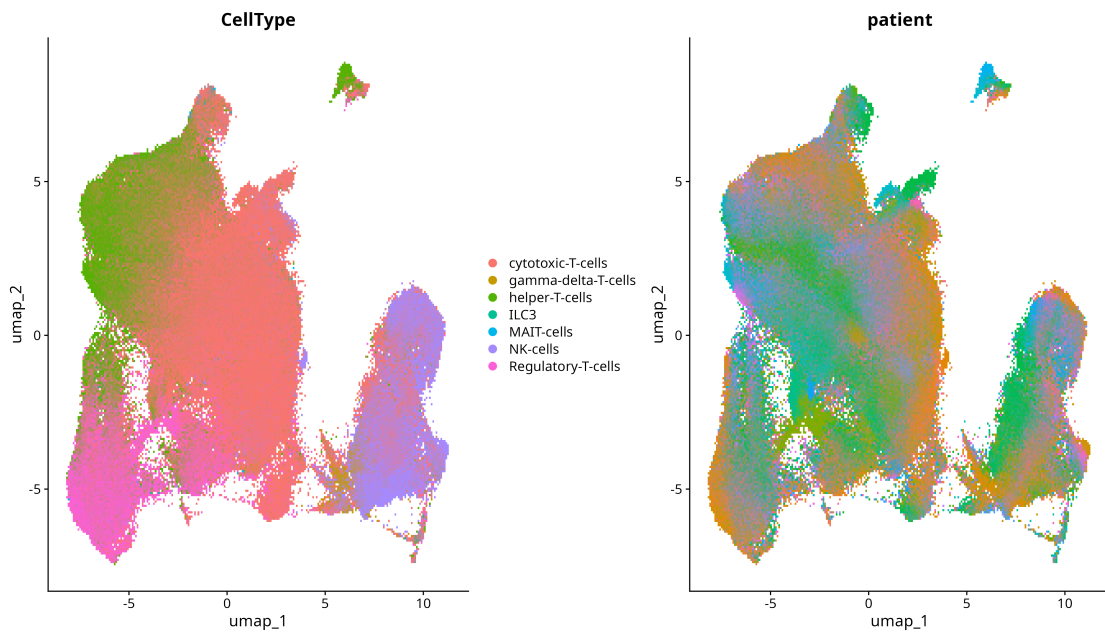 CellType
patient
umap_2
5
0
-5
-5
0
5
10
umap_1
cytotoxic-T-cells
gamma-delta-T-cells
helper-T-cells
ILC3
MAIT-cells
NK-cells
Regulatory-T-cells
umap_2
5
0
-5
-5
0
5
10
umap_1